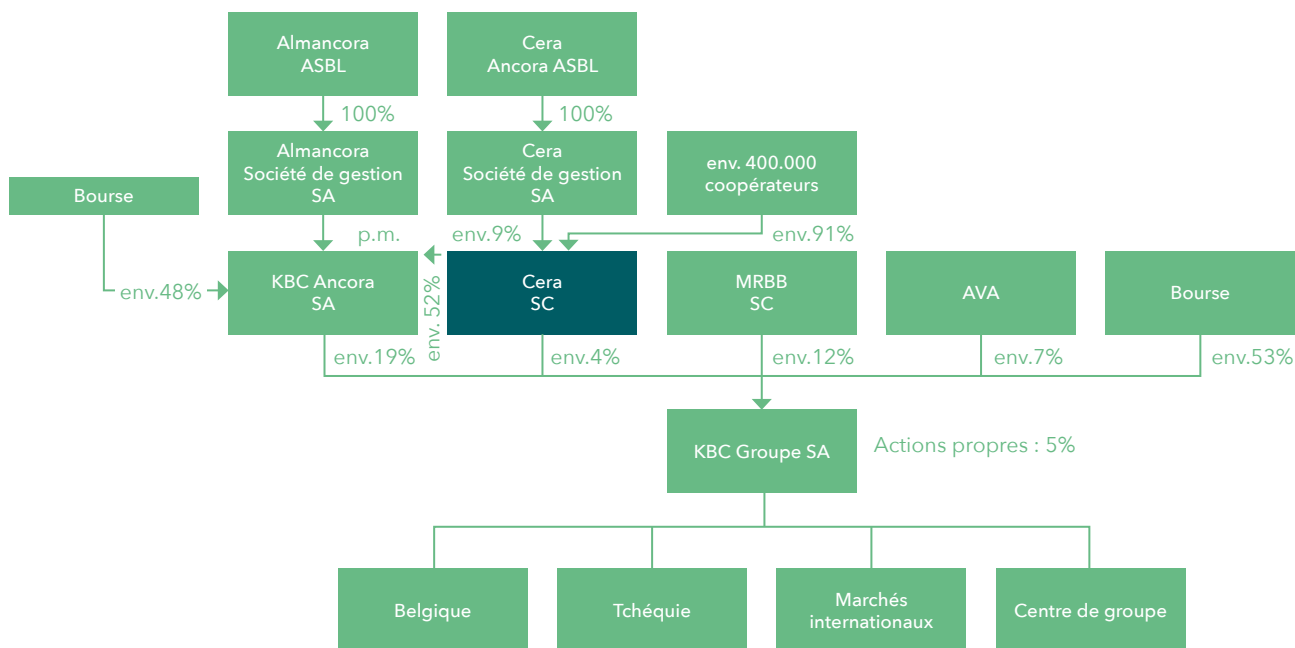 Almancora
ASBL
Cera
Ancora ASBL
100%
100%
Almancora
Société de gestion
SA
Cera
Société de gestion
SA
env. 400.000
coopérateurs
Bourse
p.m.
env.9%
env.91%
env.48%
KBC Ancora
SA
env. 52%
Cera
SC
MRBB
SC
AVA
Bourse
env.19%
env.4%
env.12%
env.7%
env.53%
KBC Groupe SA
Actions propres : 5%
Belgique
Tchéquie
Marchés
internationaux
Centre de groupe